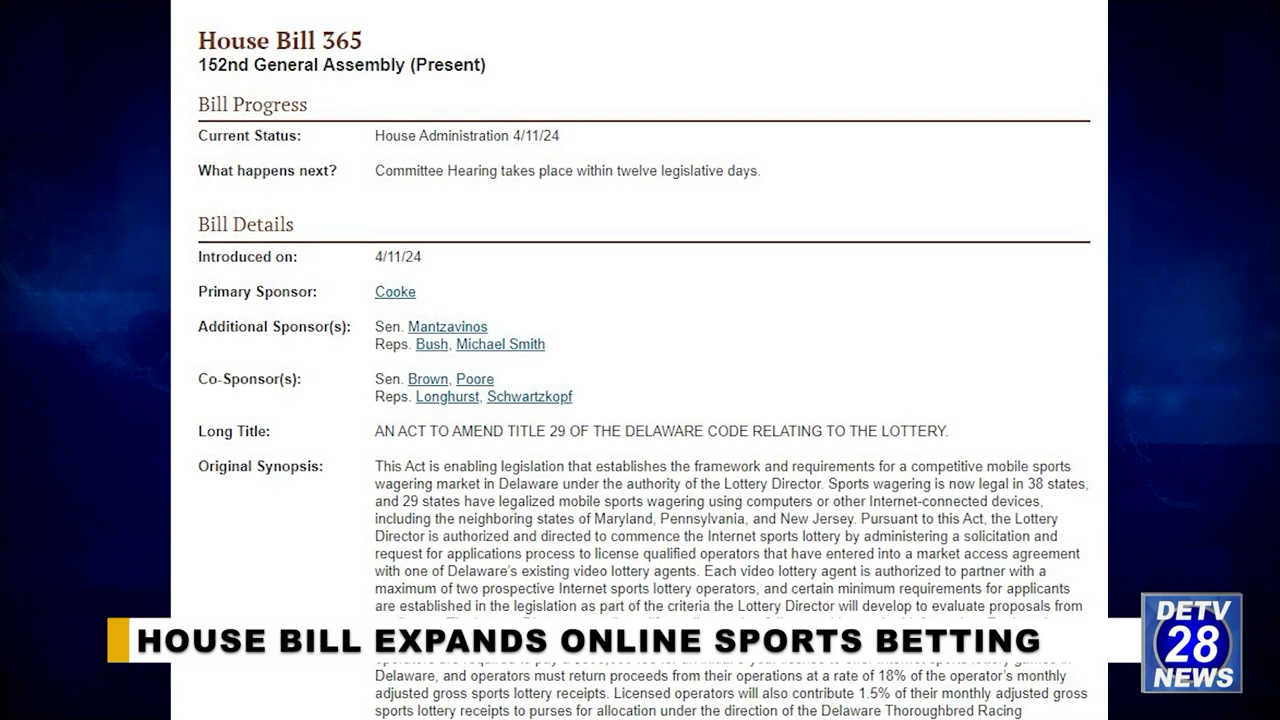 House Bill 365
152nd General Assembly (Present)
Bill Progress
Current Status: House Administration 4/11/24
What happens next? Committee Hearing takes place within twelve legislative days.
Bill Details
Introduced on: 4/11/24
Primary Sponsor: Cooke
Additional Sponsor(s): Sen. Mantzavinos
Reps. Bush, Michael Smith
Co-Sponsor(s): Sen. Brown, Poore
Reps. Longhurst, Schwartzkopf
Long Title: AN ACT TO AMEND TITLE 29 OF THE DELAWARE CODE RELATING TO THE LOTTERY.
Original Synopsis: This Act is enabling legislation that establishes the framework and requirements for a competitive mobile sports
wagering market in Delaware under the authority of the Lottery Director. Sports wagering is now legal in 38 states,
and 29 states have legalized mobile sports wagering using computers or other Internet-connected devices,
including the neighboring states of Maryland, Pennsylvania, and New Jersey. Pursuant to this Act, the Lottery
Director is authorized and directed to commence the Internet sports lottery by administering a solicitation and
request for applications process to license qualified operators that have entered into a market access agreement
with one of Delaware's existing video lottery agents. Each video lottery agent is authorized to partner with a
maximum of two prospective Internet sports lottery operators, and certain minimum requirements for applicants
are established in the legislation as part of the criteria the Lottery Director will develop to evaluate proposals from
HOUSE BILL EXPANDS ONLINE SPORTS BETTING
Delaware, and operators must return proceeds from their operations at a rate of 18% of the operator's monthly
adjusted gross sports lottery receipts. Licensed operators will also contribute 1.5% of their monthly adjusted gross
sports lottery receipts to purses for allocation under the direction of the Delaware Thoroughbred Racing
DETV
28
NEWS